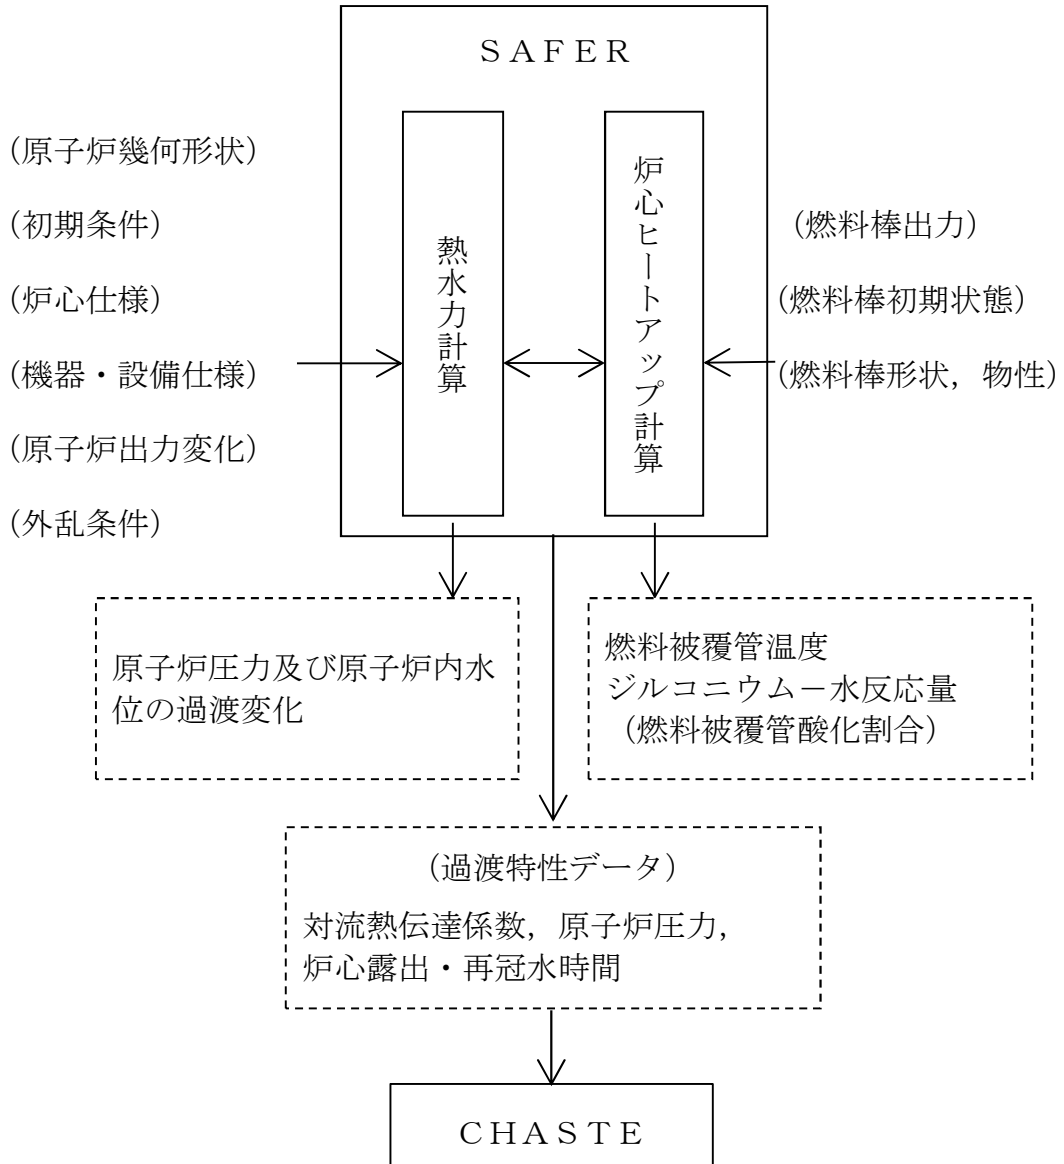 ＳＡＦＥＲ
（原子炉幾何形状）
（初期条件）
（炉心仕様）
（機器・設備仕様）
（原子炉出力変化）
（外乱条件）
熱水力計算
炉心ヒートアップ計算
（燃料棒出力）
（燃料棒初期状態）
（燃料棒形状，物性）
原子炉圧力及び原子炉内水
位の過渡変化
燃料被覆管温度
ジルコニウム－水反応量
（燃料被覆管酸化割合）
（過渡特性データ）
対流熱伝達係数，原子炉圧力，
炉心露出・再冠水時間
ＣＨＡＳＴＥ